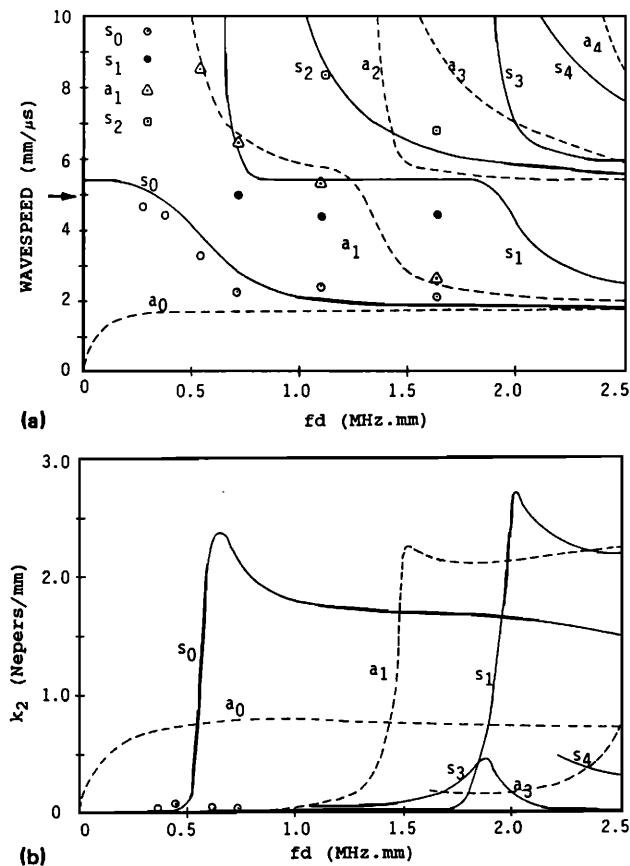 10
8
6
4
2
0
WAVESPEED (mm/μs)
s0
s1
a1
s2
s0
a0
a1
s1
s2
a2
a3
s3
s4
a4
0
0.5
1.0
1.5
2.0
2.5
fd (MHz.mm)
(a)
3.0
2.0
1.0
0
k2 (Nepers/mm)
s0
a0
a1
s1
s3
a3
s4
0
0.5
1.0
1.5
2.0
2.5
fd (MHz.mm)
(b)